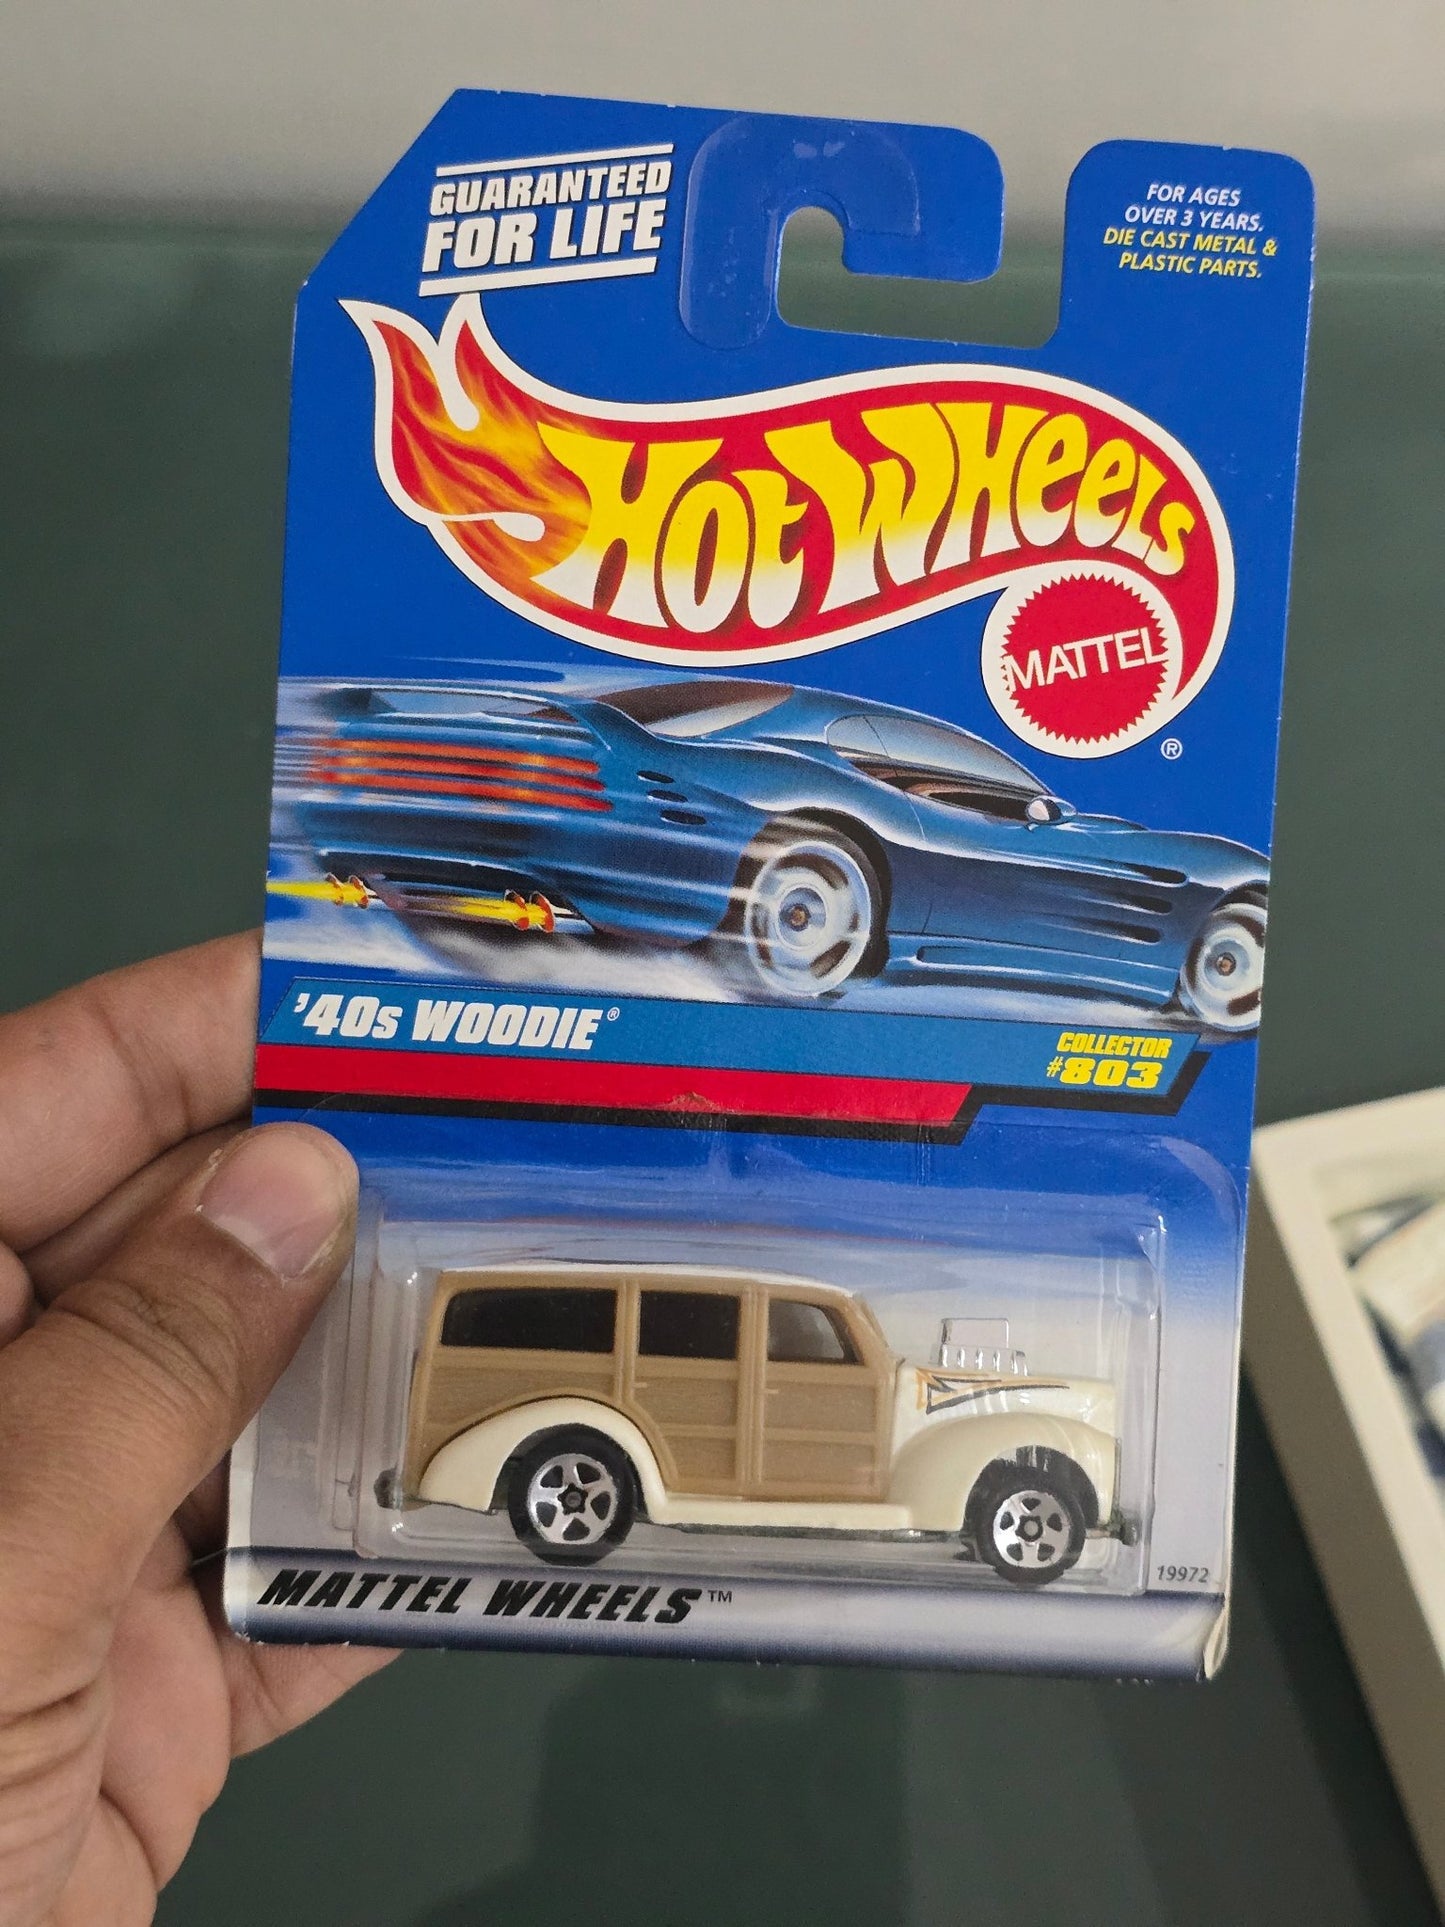 GUARANTEED
FOR LIFE
FOR AGES
OVER 3 YEARS.
DIE CAST METAL &
PLASTIC PARTS.
HOT WHEELS
MATTEL
®
'40s WOODIE®
COLLECTOR
#803
19972
MATTEL WHEELS™